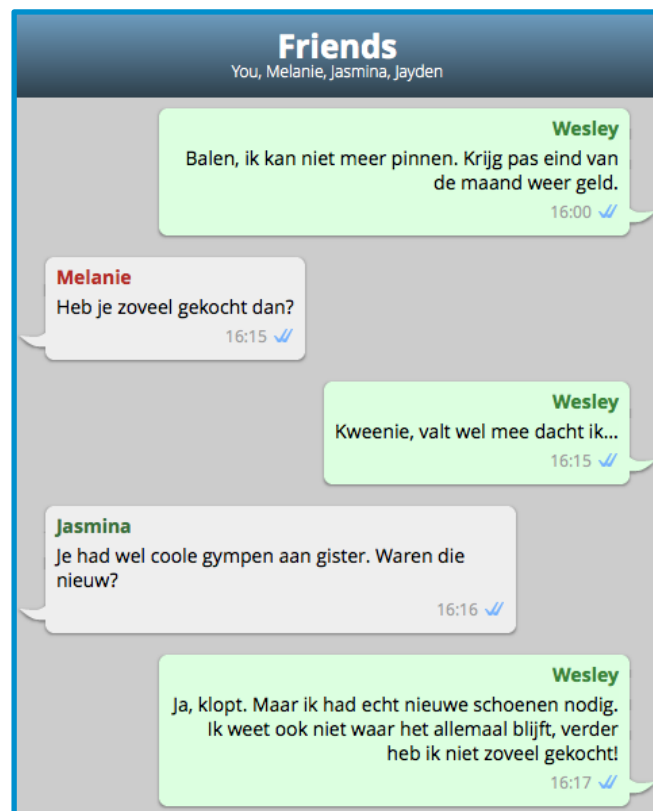 Friends
You, Melanie, Jasmina, Jayden
Wesley
Balen, ik kan niet meer pinnen. Krijg pas eind van
de maand weer geld.
16:00
Melanie
Heb je zoveel gekocht dan?
16:15
Wesley
Kweenie, valt wel mee dacht ik...
16:15
Jasmina
Je had wel coole gympen aan gister. Waren die
nieuw?
16:16
Wesley
Ja, klopt. Maar ik had echt nieuwe schoenen nodig.
Ik weet ook niet waar het allemaal blijft, verder
heb ik niet zoveel gekocht!
16:17